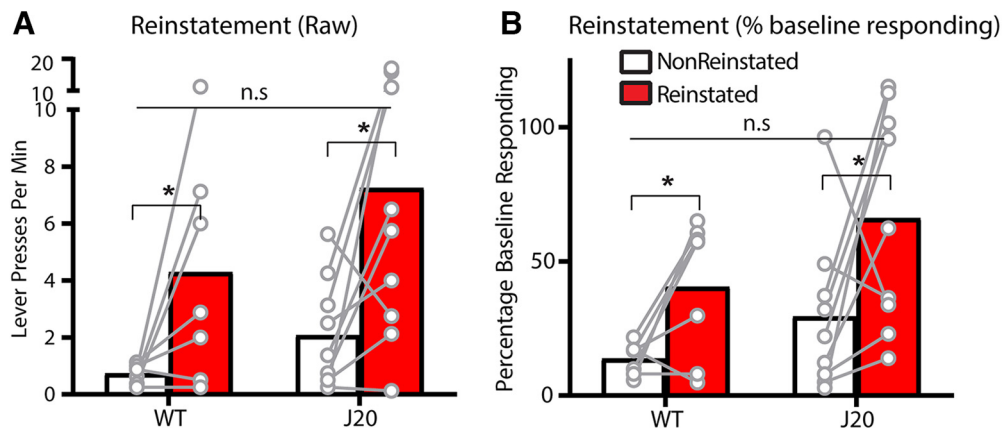 A Reinstatement (Raw)
Lever Presses Per Min
20
10
10
8
6
4
2
0
n.s
*
*
WT J20
B Reinstatement (% baseline responding)
NonReinstated
Reinstated
Percentage Baseline Responding
100
50
0
n.s
*
*
WT J20